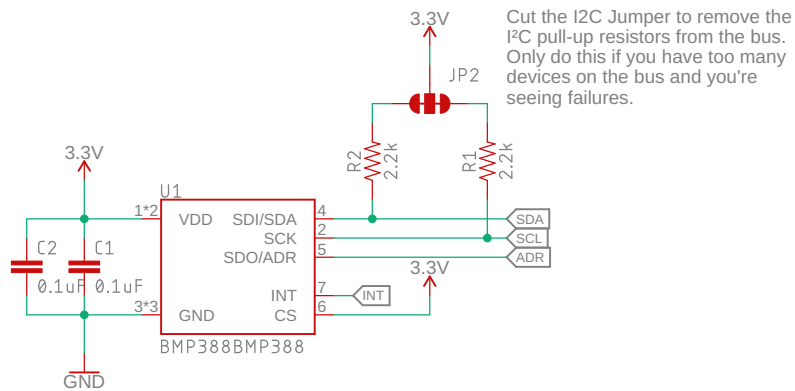 3.3V
Cut the I2C Jumper to remove the
I²C pull-up resistors from the bus.
Only do this if you have too many
devices on the bus and you're
seeing failures.
JP2
3.3V
R2
2.2k
R1
2.2k
U1
1*2
VDD
SDI/SDA
4
SDA
SCK
2
SCL
SDO/ADR
5
ADR
C2
C1
0.1uF
0.1uF
3.3V
INT
7
INT
3*3
GND
CS
6
BMP388BMP388
GND